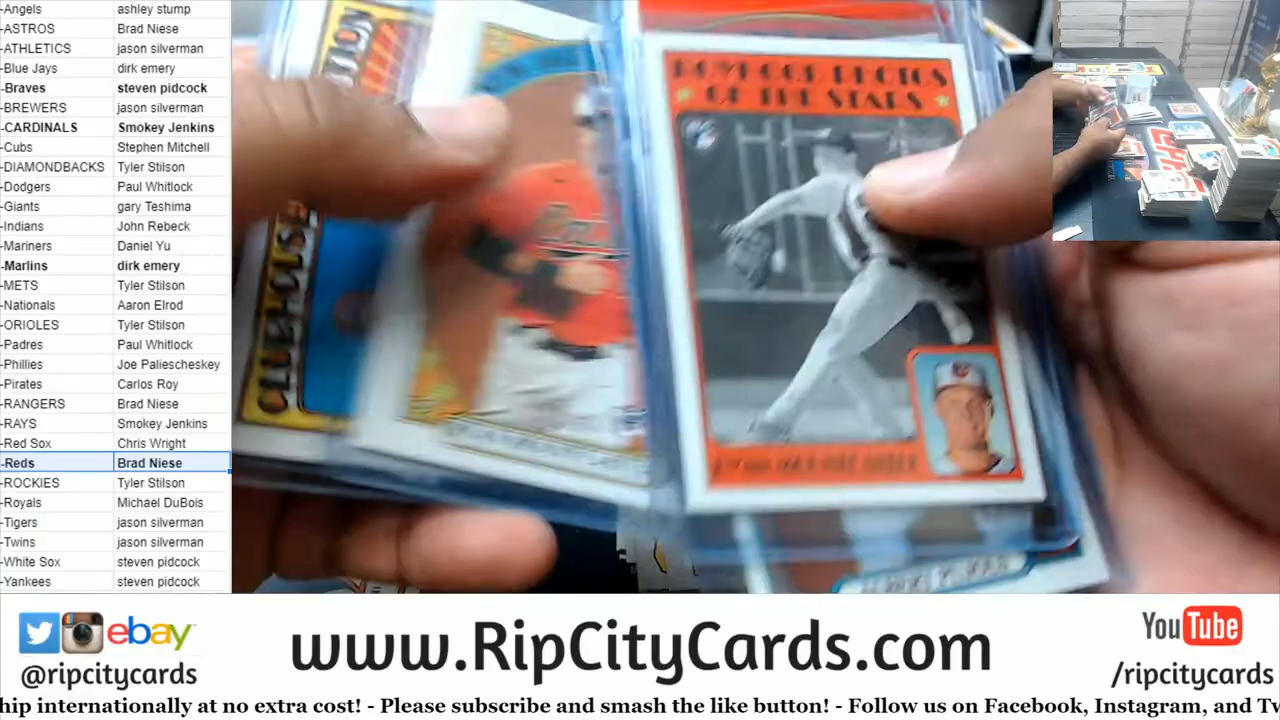 -Angels ashley stump
-ASTROS Brad Niese
-ATHLETICS jason silverman
-Blue Jays dirk emery
-Braves steven pidcock
-BREWERS jason silverman
-CARDINALS Smokey Jenkins
-Cubs Stephen Mitchell
-DIAMONDBACKS Tyler Stilson
-Dodgers Paul Whitlock
-Giants gary Teshima
-Indians John Rebeck
-Mariners Daniel Yu
-Marlins dirk emery
-METS Tyler Stilson
-Nationals Aaron Elrod
-ORIOLES Tyler Stilson
-Padres Paul Whitlock
-Phillies Joe Paliescheskey
-Pirates Carlos Roy
-RANGERS Brad Niese
-RAYS Smokey Jenkins
-Red Sox Chris Wright
-Reds Brad Niese
-ROCKIES Tyler Stilson
-Royals Michael DuBois
-Tigers jason silverman
-Twins jason silverman
-White Sox steven pidcock
-Yankees steven pidcock
BOYHOOD PHOTOS
OF THE STARS
ebay
@ripcitycards
www.RipCityCards.com
YouTube
/ripcitycards
hip internationally at no extra cost! - Please subscribe and smash the like button! - Follow us on Facebook, Instagram, and Tw